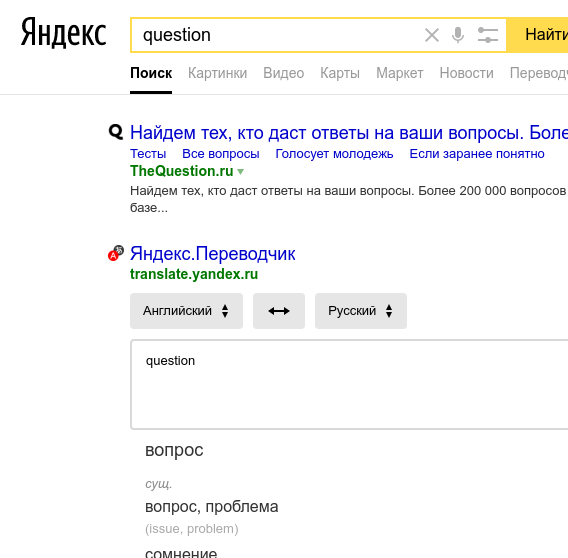 Яндекс
question
Найти
Поиск Картинки Видео Карты Маркет Новости Перевод
Найдем тех, кто даст ответы на ваши вопросы. Боле
Тесты Все вопросы Голосует молодежь Если заранее понятно
TheQuestion.ru
Найдем тех, кто даст ответы на ваши вопросы. Более 200 000 вопросов
базе...
Яндекс.Переводчик
translate.yandex.ru
Английский Русский
question
вопрос
сущ.
вопрос, проблема
(issue, problem)
сомнение